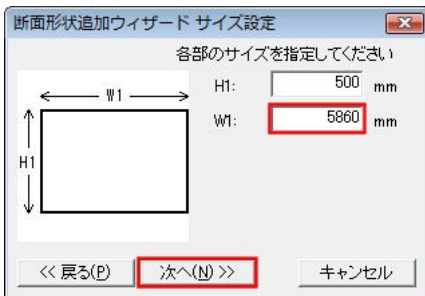 断面形状追加ウィザード サイズ設定
各部のサイズを指定してください
W1
H1
H1: 500 mm
W1: 5860 mm
<< 戻る(P) 次へ(N) >> キャンセル